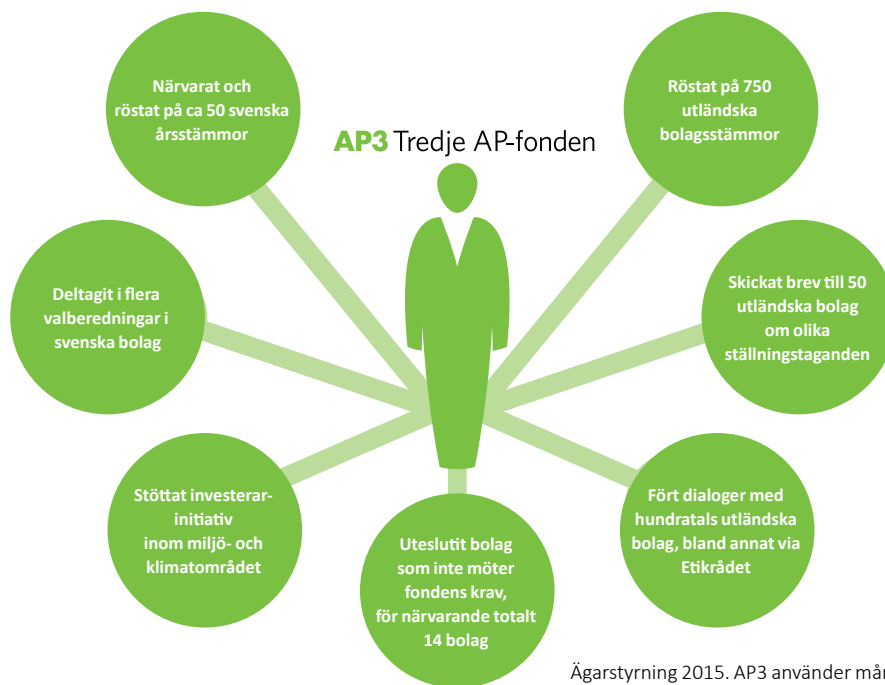 Närvarat och
röstat på ca 50 svenska
årsstämmor
Röstat på 750
utländska
bolagsstämmor
AP3 Tredje AP-fonden
Deltagit i flera
valberedningar i
svenska bolag
Skickat brev till 50
utländska bolag
om olika
ställningstaganden
Stöttat investerar-
initiativ
inom miljö- och
klimatområdet
Uteslutit bolag
som inte möter
fondens krav,
för närvarande totalt
14 bolag
Fört dialoger med
hundratals utländska
bolag, bland annat via
Etikrådet
Ägarstyrning 2015. AP3 använder